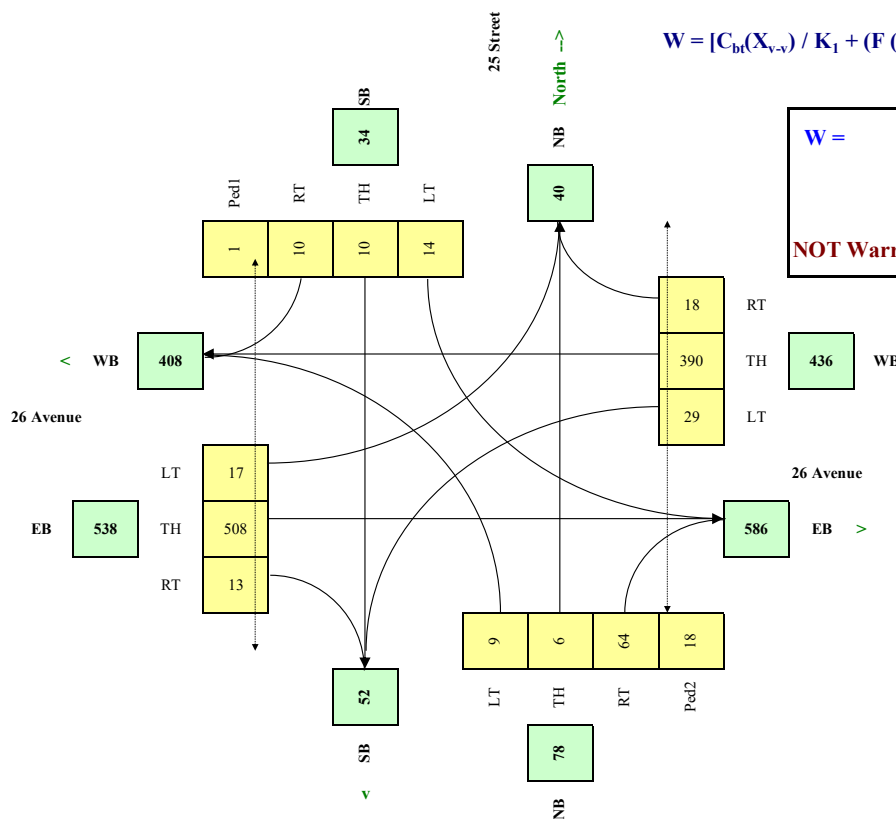 25 Street
North -->
W = [Cbt(Xv-v) / K1 + (F (
W =
NOT Warr
SB
34
NB
40
Ped1
RT
TH
LT
1
10
10
14
18
RT
< WB
408
390
TH
436
WB
26 Avenue
29
LT
LT
17
26 Avenue
EB
538
TH
508
586
EB >
RT
13
9
6
64
18
52
LT
TH
RT
Ped2
SB
78
v
NB